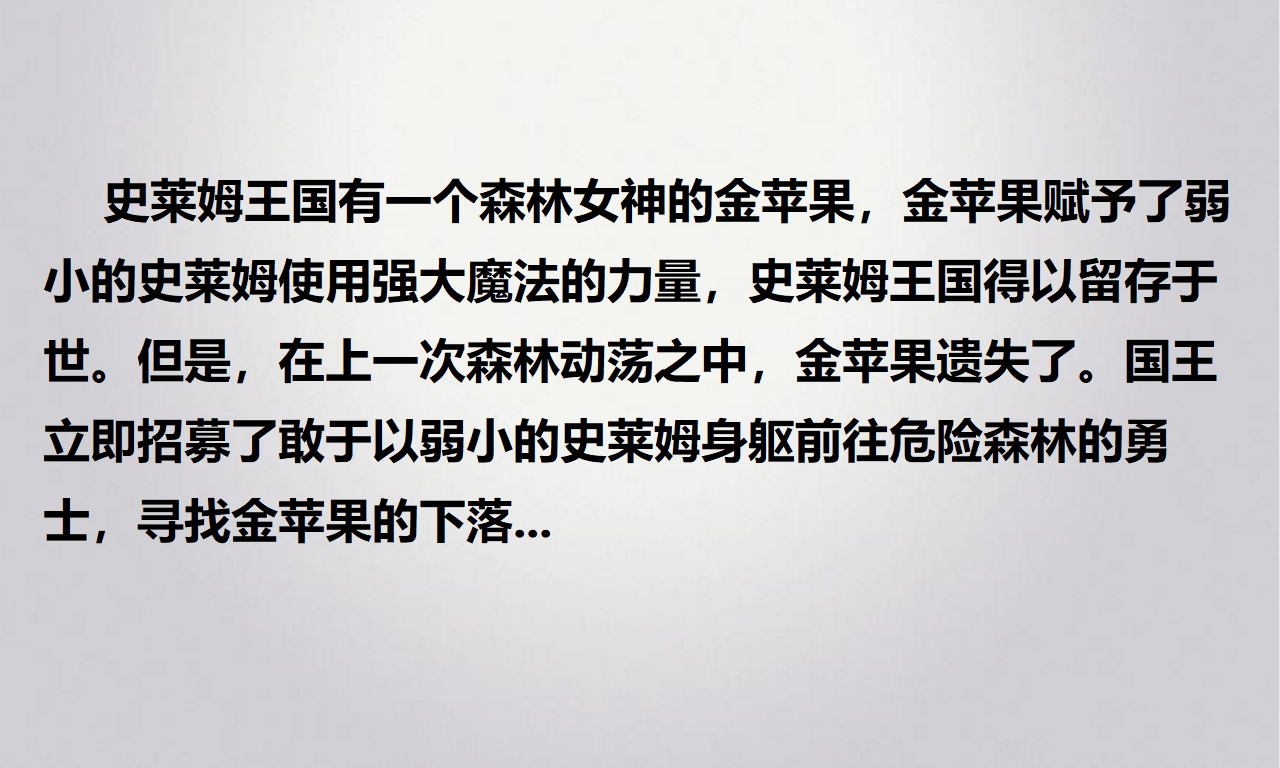 史莱姆王国有一个森林女神的金苹果，金苹果赋予了弱
小的史莱姆使用强大魔法的力量，史莱姆王国得以留存于
世。但是，在上一次森林动荡之中，金苹果遗失了。国王
立即招募了敢于以弱小的史莱姆身躯前往危险森林的勇
士，寻找金苹果的下落...